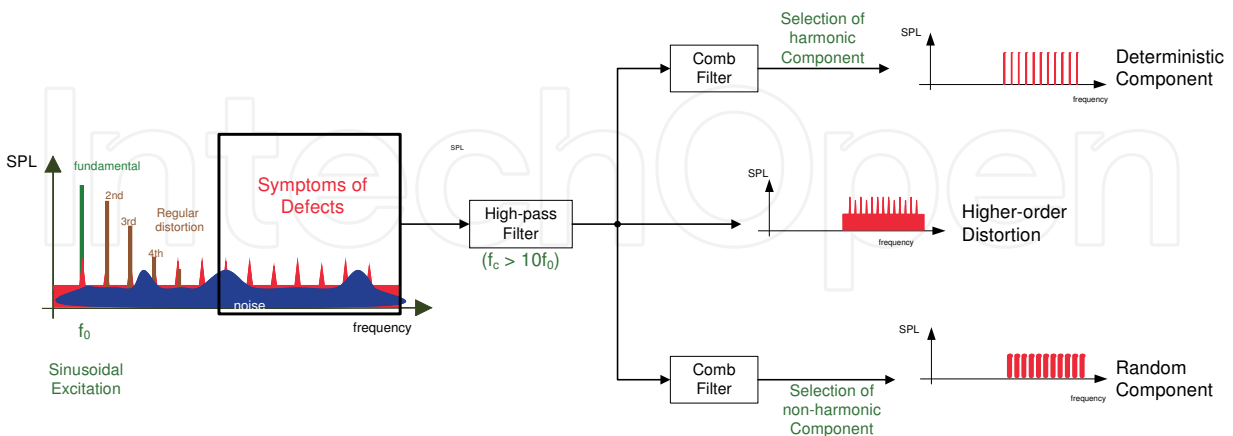 IntechOpen
SPL
fundamental
2nd
3rd
4th
Regular
distortion
Symptoms of
Defects
noise
frequency
f₀
Sinusoidal
Excitation
SPL
High-pass
Filter
(f_c > 10f₀)
Comb
Filter
Selection of
harmonic
Component
SPL
frequency
Deterministic
Component
SPL
frequency
Higher-order
Distortion
Comb
Filter
Selection of
non-harmonic
Component
SPL
frequency
Random
Component